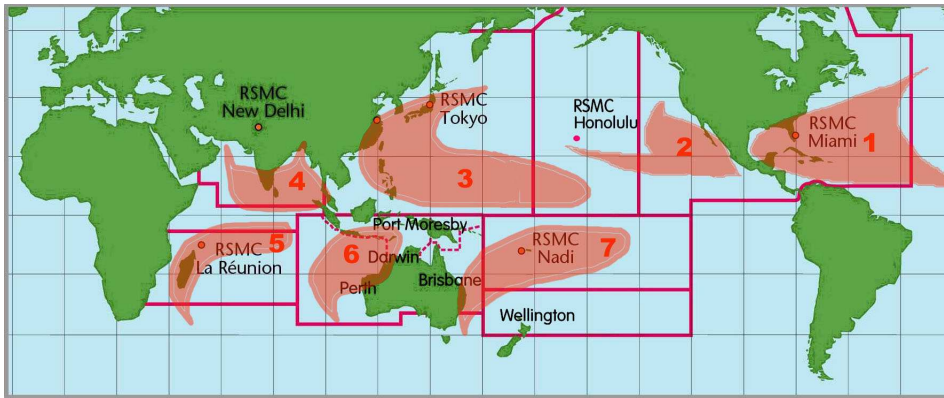 RSMC
New Delhi
RSMC
Tokyo
RSMC
Honolulu
RSMC
Miami
1
2
3
4
5
6
7
Port Moresby
RSMC
La Réunion
Darwin
RSMC
Nadi
Perth
Brisbane
Wellington